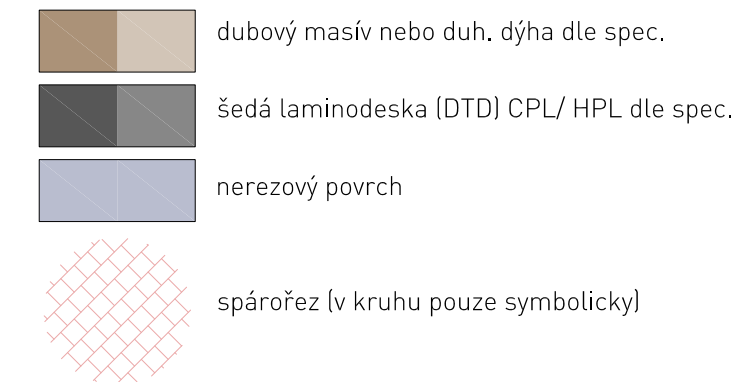 dubový masív nebo duh. dýha dle spec.
šedá laminodeska (DTD) CPL/ HPL dle spec.
nerezový povrch
spárořez (v kruhu pouze symbolicky)